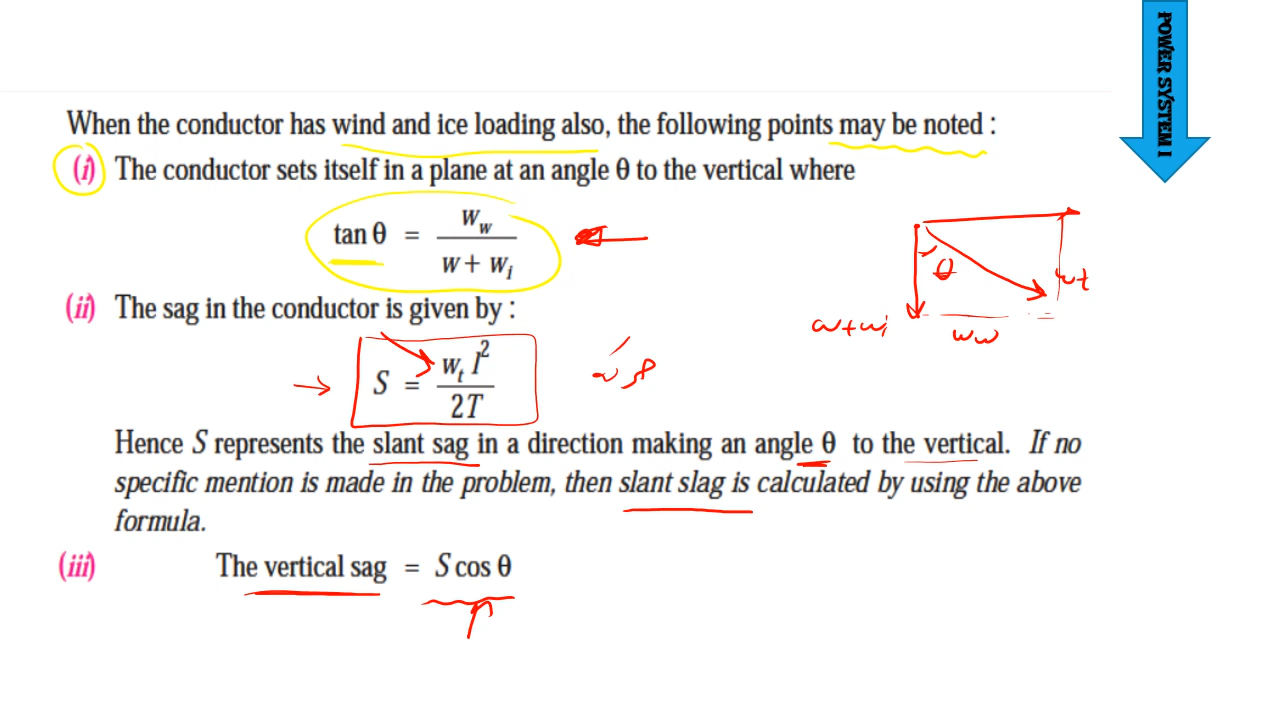 POWER SYSTEM I
When the conductor has wind and ice loading also, the following points may be noted :
(i) The conductor sets itself in a plane at an angle θ to the vertical where
tan θ = w_w / (w + w_i)
θ
wt
w+wi
ww
(ii) The sag in the conductor is given by :
S = w_t l² / 2T
Hence S represents the slant sag in a direction making an angle θ to the vertical. If no
specific mention is made in the problem, then slant slag is calculated by using the above
formula.
(iii) The vertical sag = S cos θ